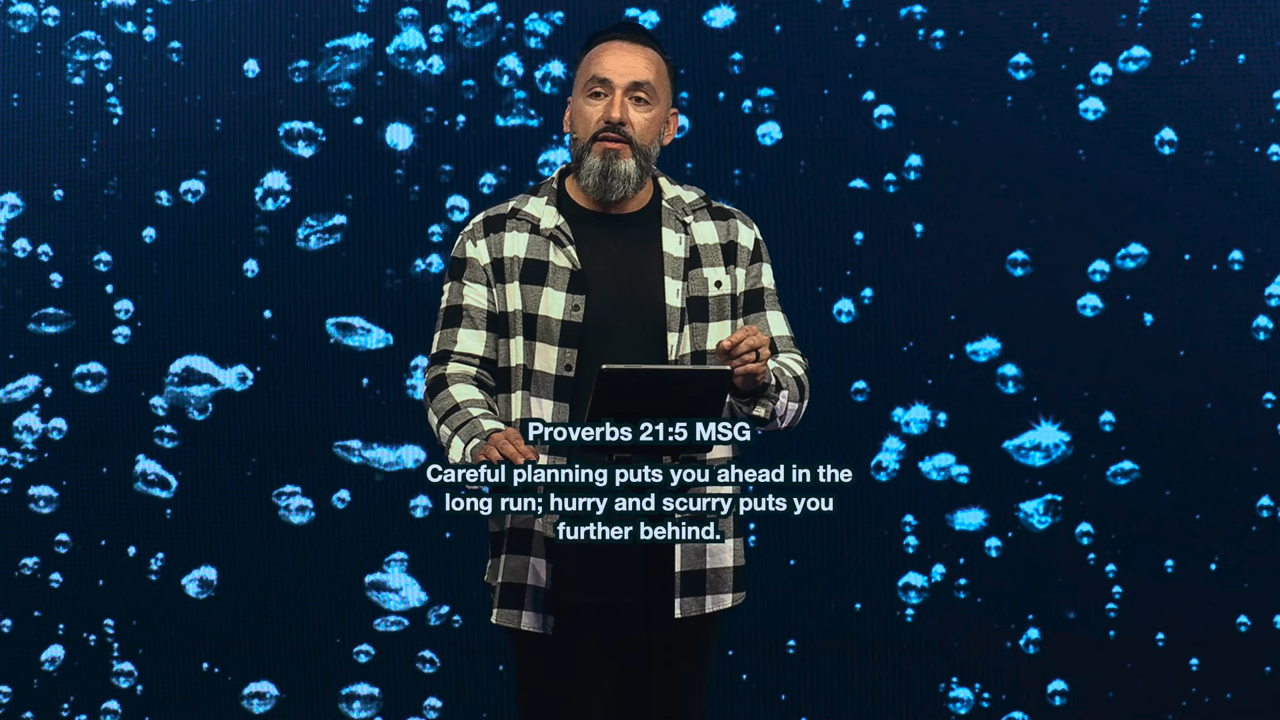 Proverbs 21:5 MSG
Careful planning puts you ahead in the
long run; hurry and scurry puts you
further behind.